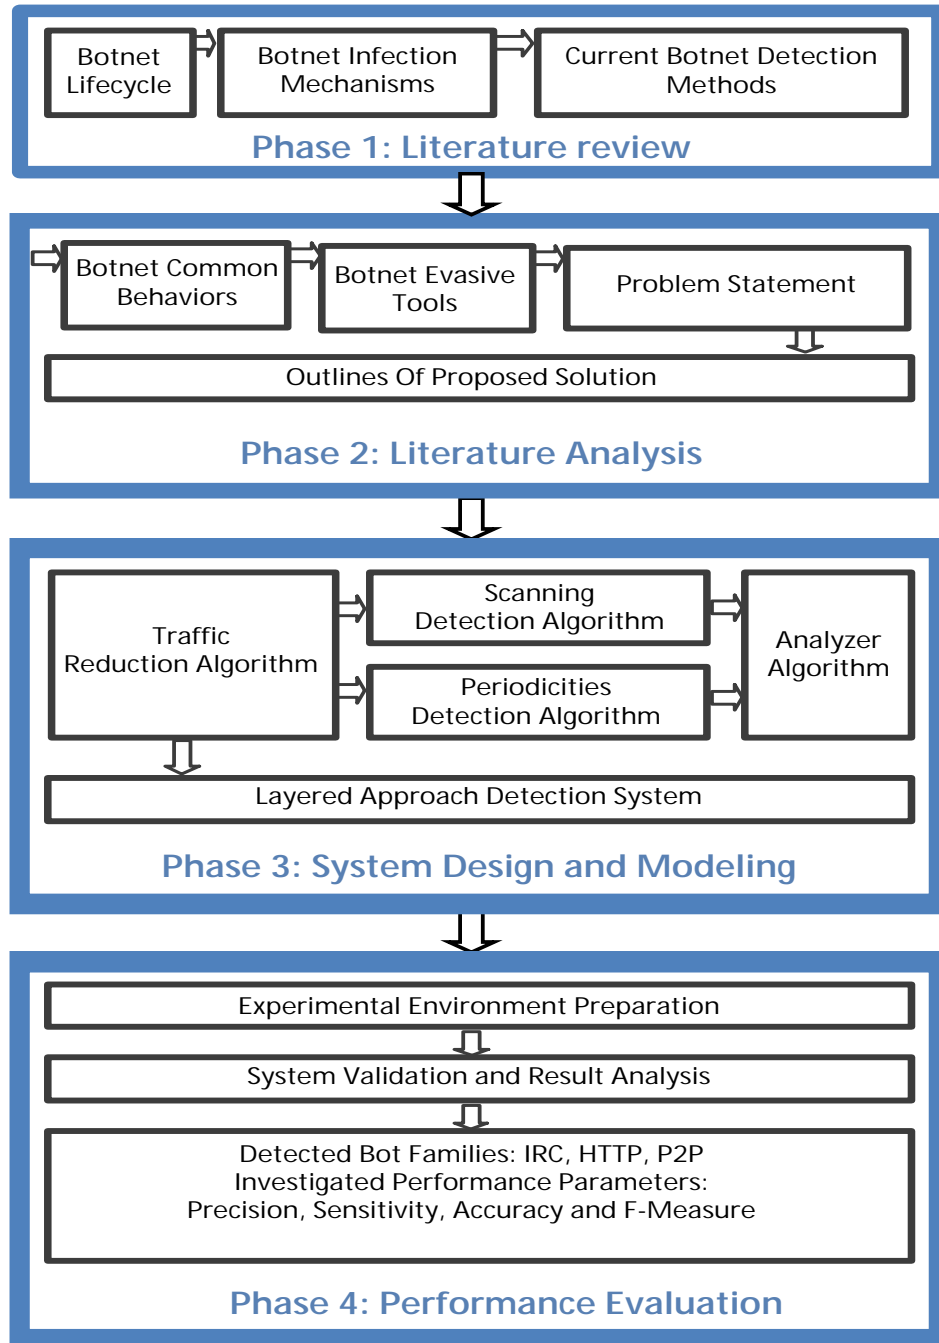 Botnet
Lifecycle
Botnet Infection
Mechanisms
Current Botnet Detection
Methods
Phase 1: Literature review
Botnet Common
Behaviors
Botnet Evasive
Tools
Problem Statement
Outlines Of Proposed Solution
Phase 2: Literature Analysis
Traffic
Reduction Algorithm
Scanning
Detection Algorithm
Periodicities
Detection Algorithm
Analyzer
Algorithm
Layered Approach Detection System
Phase 3: System Design and Modeling
Experimental Environment Preparation
System Validation and Result Analysis
Detected Bot Families: IRC, HTTP, P2P
Investigated Performance Parameters:
Precision, Sensitivity, Accuracy and F-Measure
Phase 4: Performance Evaluation